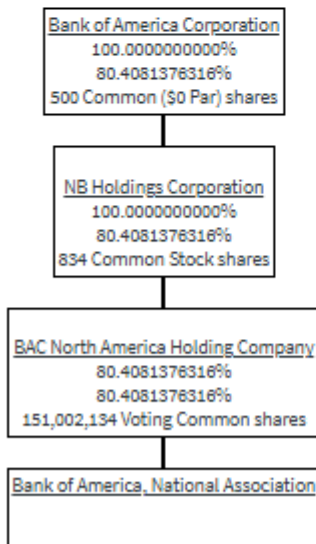 Bank of America Corporation
100.0000000000%
80.4081376316%
500 Common ($0 Par) shares
NB Holdings Corporation
100.0000000000%
80.4081376316%
834 Common Stock shares
BAC North America Holding Company
80.4081376316%
80.4081376316%
151,002,134 Voting Common shares
Bank of America, National Association